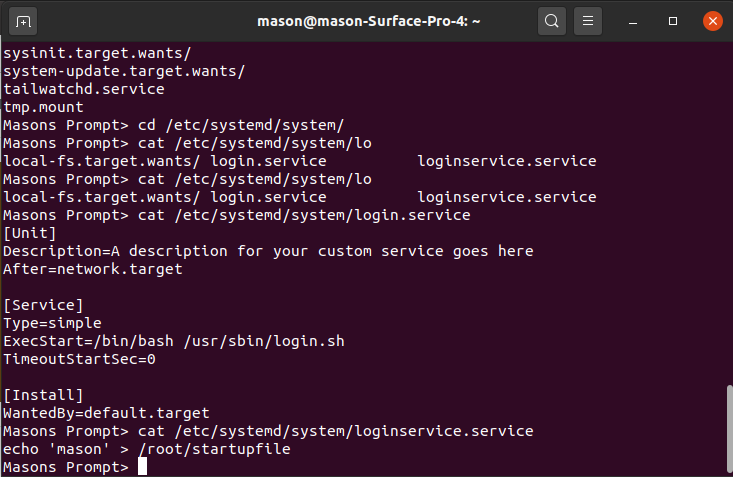 mason@mason-Surface-Pro-4: ~
sysinit.target.wants/
system-update.target.wants/
tailwatchd.service
tmp.mount
Masons Prompt> cd /etc/systemd/system/
Masons Prompt> cat /etc/systemd/system/lo
local-fs.target.wants/ login.service          loginservice.service
Masons Prompt> cat /etc/systemd/system/lo
local-fs.target.wants/ login.service          loginservice.service
Masons Prompt> cat /etc/systemd/system/login.service
[Unit]
Description=A description for your custom service goes here
After=network.target

[Service]
Type=simple
ExecStart=/bin/bash /usr/sbin/login.sh
TimeoutStartSec=0

[Install]
WantedBy=default.target
Masons Prompt> cat /etc/systemd/system/loginservice.service
echo 'mason' > /root/startupfile
Masons Prompt>